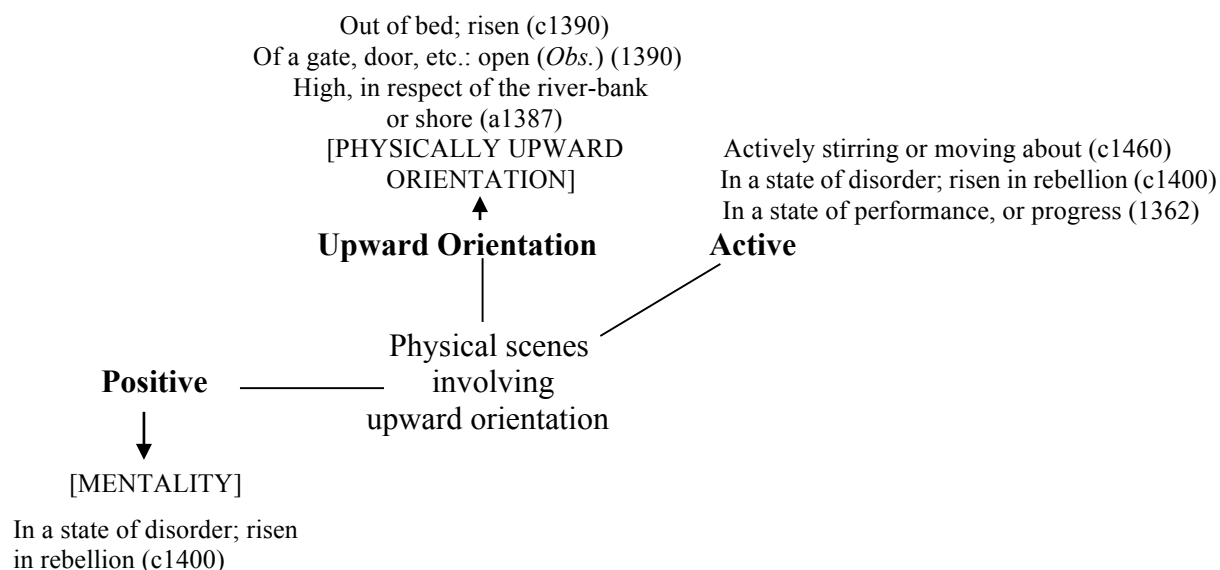 Out of bed; risen (c1390)
Of a gate, door, etc.: open (Obs.) (1390)
High, in respect of the river-bank
or shore (a1387)
[PHYSICALLY UPWARD
ORIENTATION]
Upward Orientation
Actively stirring or moving about (c1460)
In a state of disorder; risen in rebellion (c1400)
In a state of performance, or progress (1362)
Active
Physical scenes
involving
upward orientation
Positive
[MENTALITY]
In a state of disorder; risen
in rebellion (c1400)